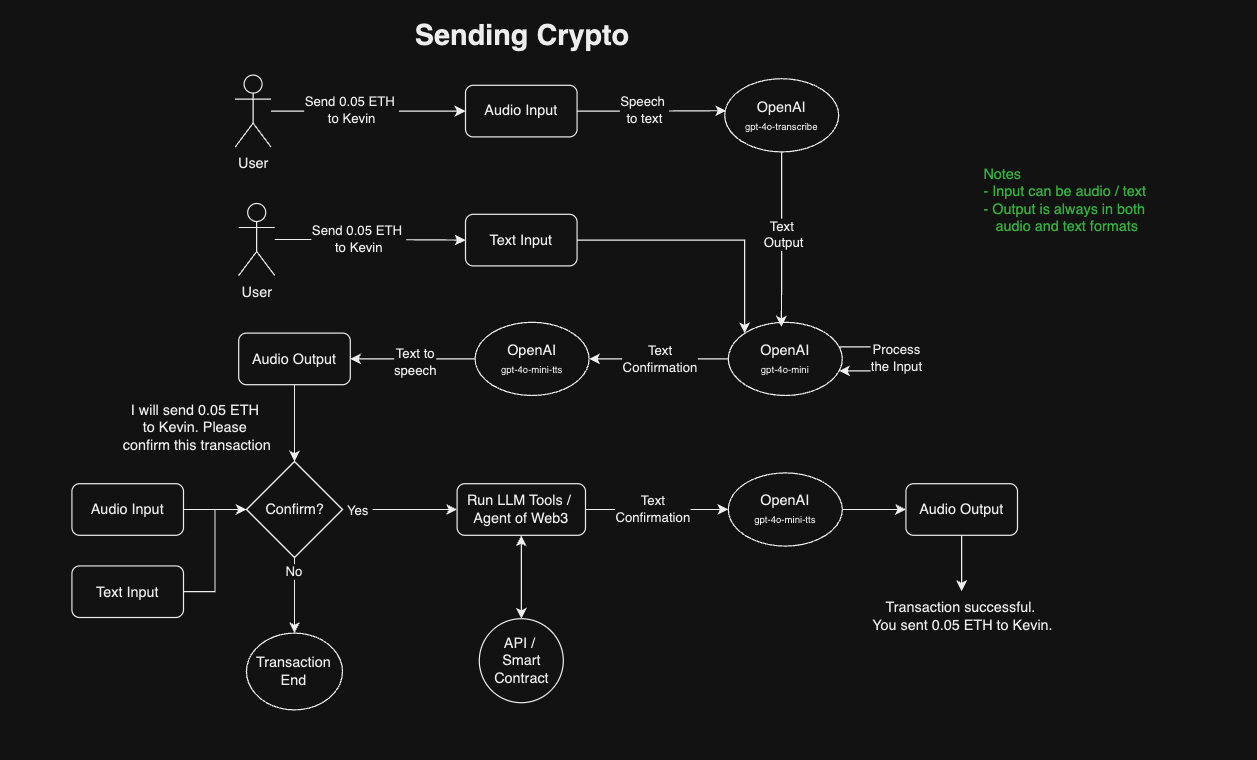 Sending Crypto
Send 0.05 ETH
to Kevin
Audio Input
Speech
to text
OpenAI
gpt-4o-transcribe
User
Notes
- Input can be audio / text
- Output is always in both
audio and text formats
Send 0.05 ETH
to Kevin
Text Input
Text
Output
User
Audio Output
Text to
speech
OpenAI
gpt-4o-mini-tts
Text
Confirmation
OpenAI
gpt-4o-mini
Process
the Input
I will send 0.05 ETH
to Kevin. Please
confirm this transaction
Audio Input
Confirm?
Yes
Run LLM Tools /
Agent of Web3
Text
Confirmation
OpenAI
gpt-4o-mini-tts
Audio Output
No
Text Input
Transaction successful.
You sent 0.05 ETH to Kevin.
Transaction
End
API /
Smart
Contract